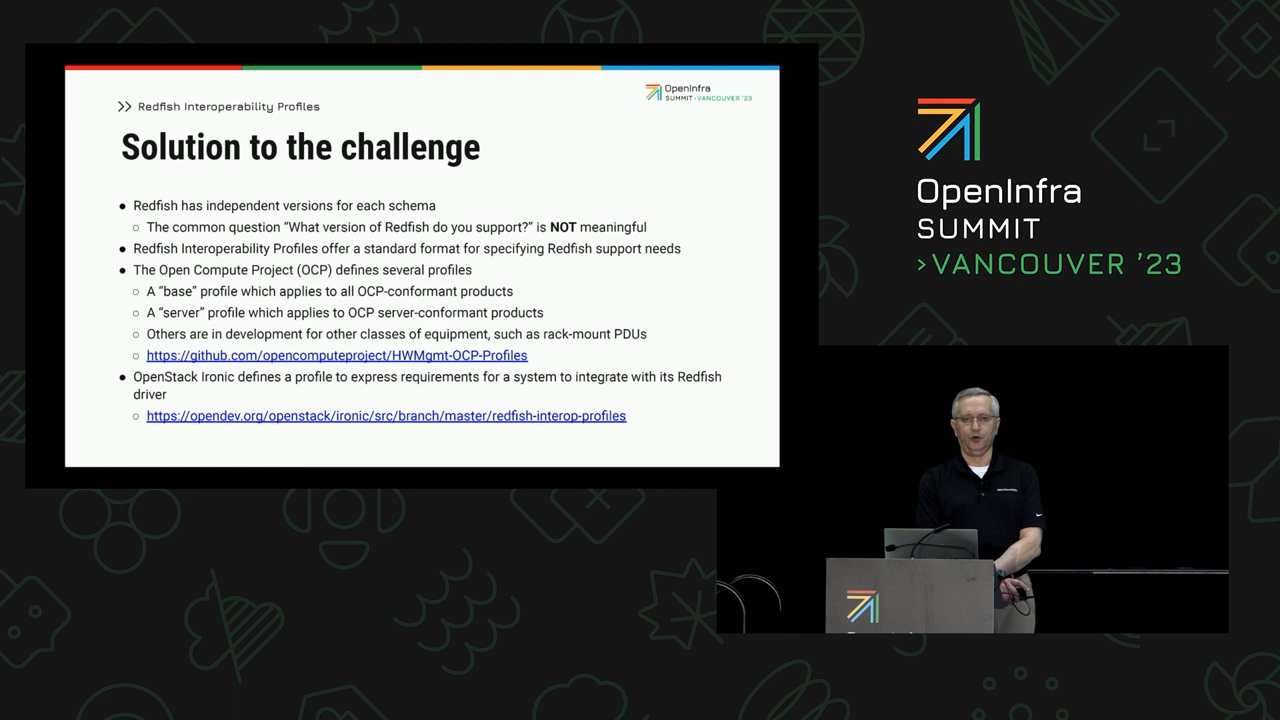 Redfish Interoperability Profiles
OpenInfra
SUMMIT › VANCOUVER '23
Solution to the challenge
● Redfish has independent versions for each schema
○ The common question “What version of Redfish do you support?” is NOT meaningful
● Redfish Interoperability Profiles offer a standard format for specifying Redfish support needs
● The Open Compute Project (OCP) defines several profiles
○ A “base” profile which applies to all OCP-conformant products
○ A “server” profile which applies to OCP server-conformant products
○ Others are in development for other classes of equipment, such as rack-mount PDUs
○ https://github.com/opencomputeproject/HWMgmt-OCP-Profiles
● OpenStack Ironic defines a profile to express requirements for a system to integrate with its Redfish
driver
○ https://opendev.org/openstack/ironic/src/branch/master/redfish-interop-profiles
OpenInfra
SUMMIT
›VANCOUVER ’23